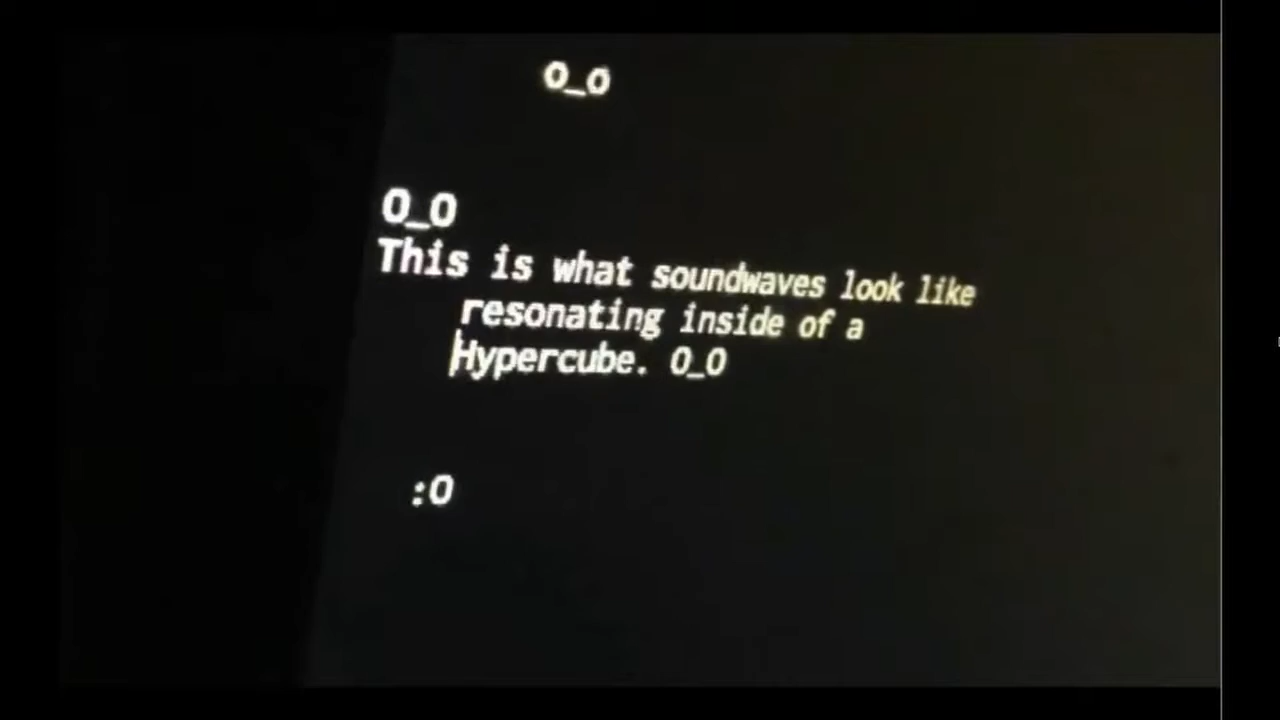 o_o
O_O
This is what soundwaves look like
resonating inside of a
Hypercube. O_O
:O